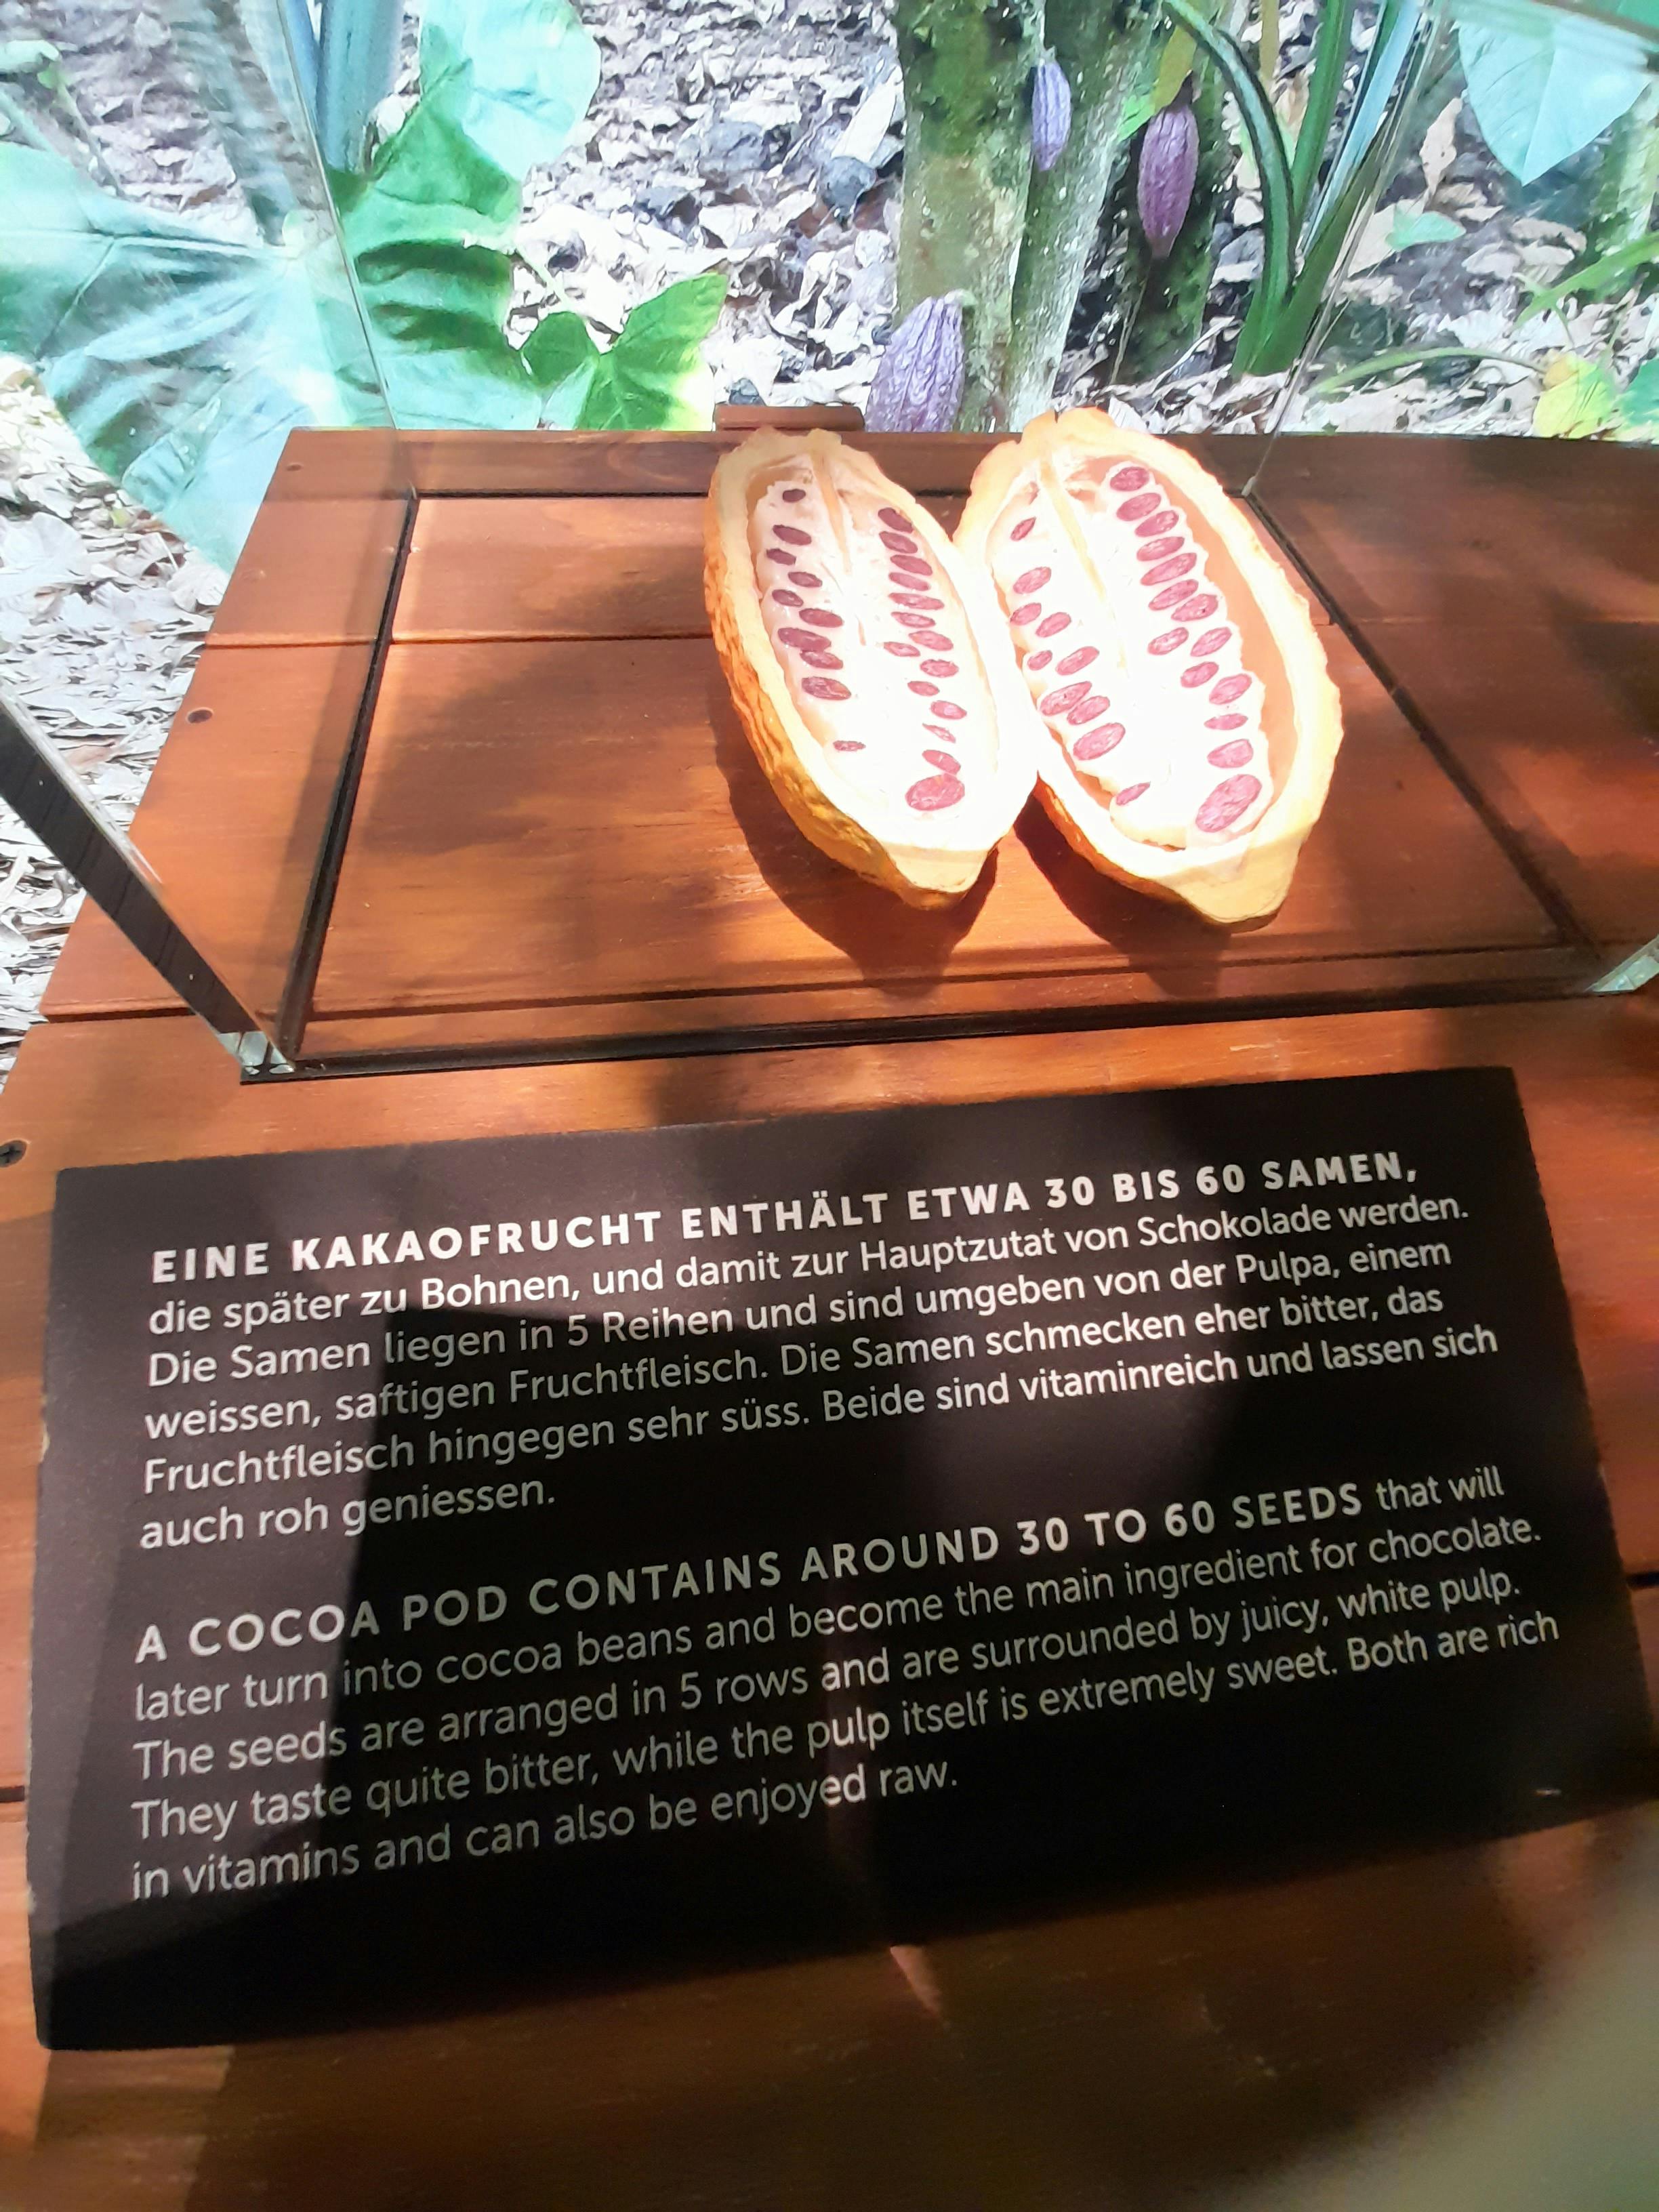 EINE KAKAOFRUCHT ENTHÄLT ETWA 30 BIS 60 SAMEN,
die später zu Bohnen, und damit zur Hauptzutat von Schokolade werden.
Die Samen liegen in 5 Reihen und sind umgeben von der Pulpa, einem
weissen, saftigen Fruchtfleisch. Die Samen schmecken eher bitter, das
Fruchtfleisch hingegen sehr süss. Beide sind vitaminreich und lassen sich
auch roh geniessen.
A COCOA POD CONTAINS AROUND 30 TO 60 SEEDS that will
later turn into cocoa beans and become the main ingredient for chocolate.
The seeds are arranged in 5 rows and are surrounded by juicy, white pulp.
They taste quite bitter, while the pulp itself is extremely sweet. Both are rich
in vitamins and can also be enjoyed raw.